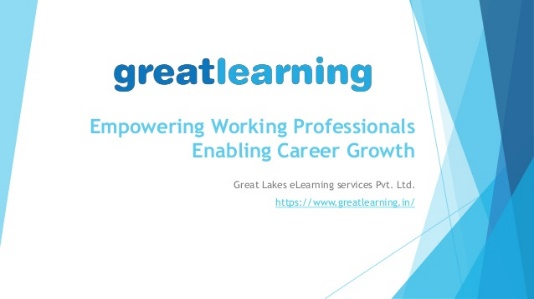 greatlearning
Empowering Working Professionals
Enabling Career Growth
Great Lakes eLearning services Pvt. Ltd.
https://www.greatlearning.in/